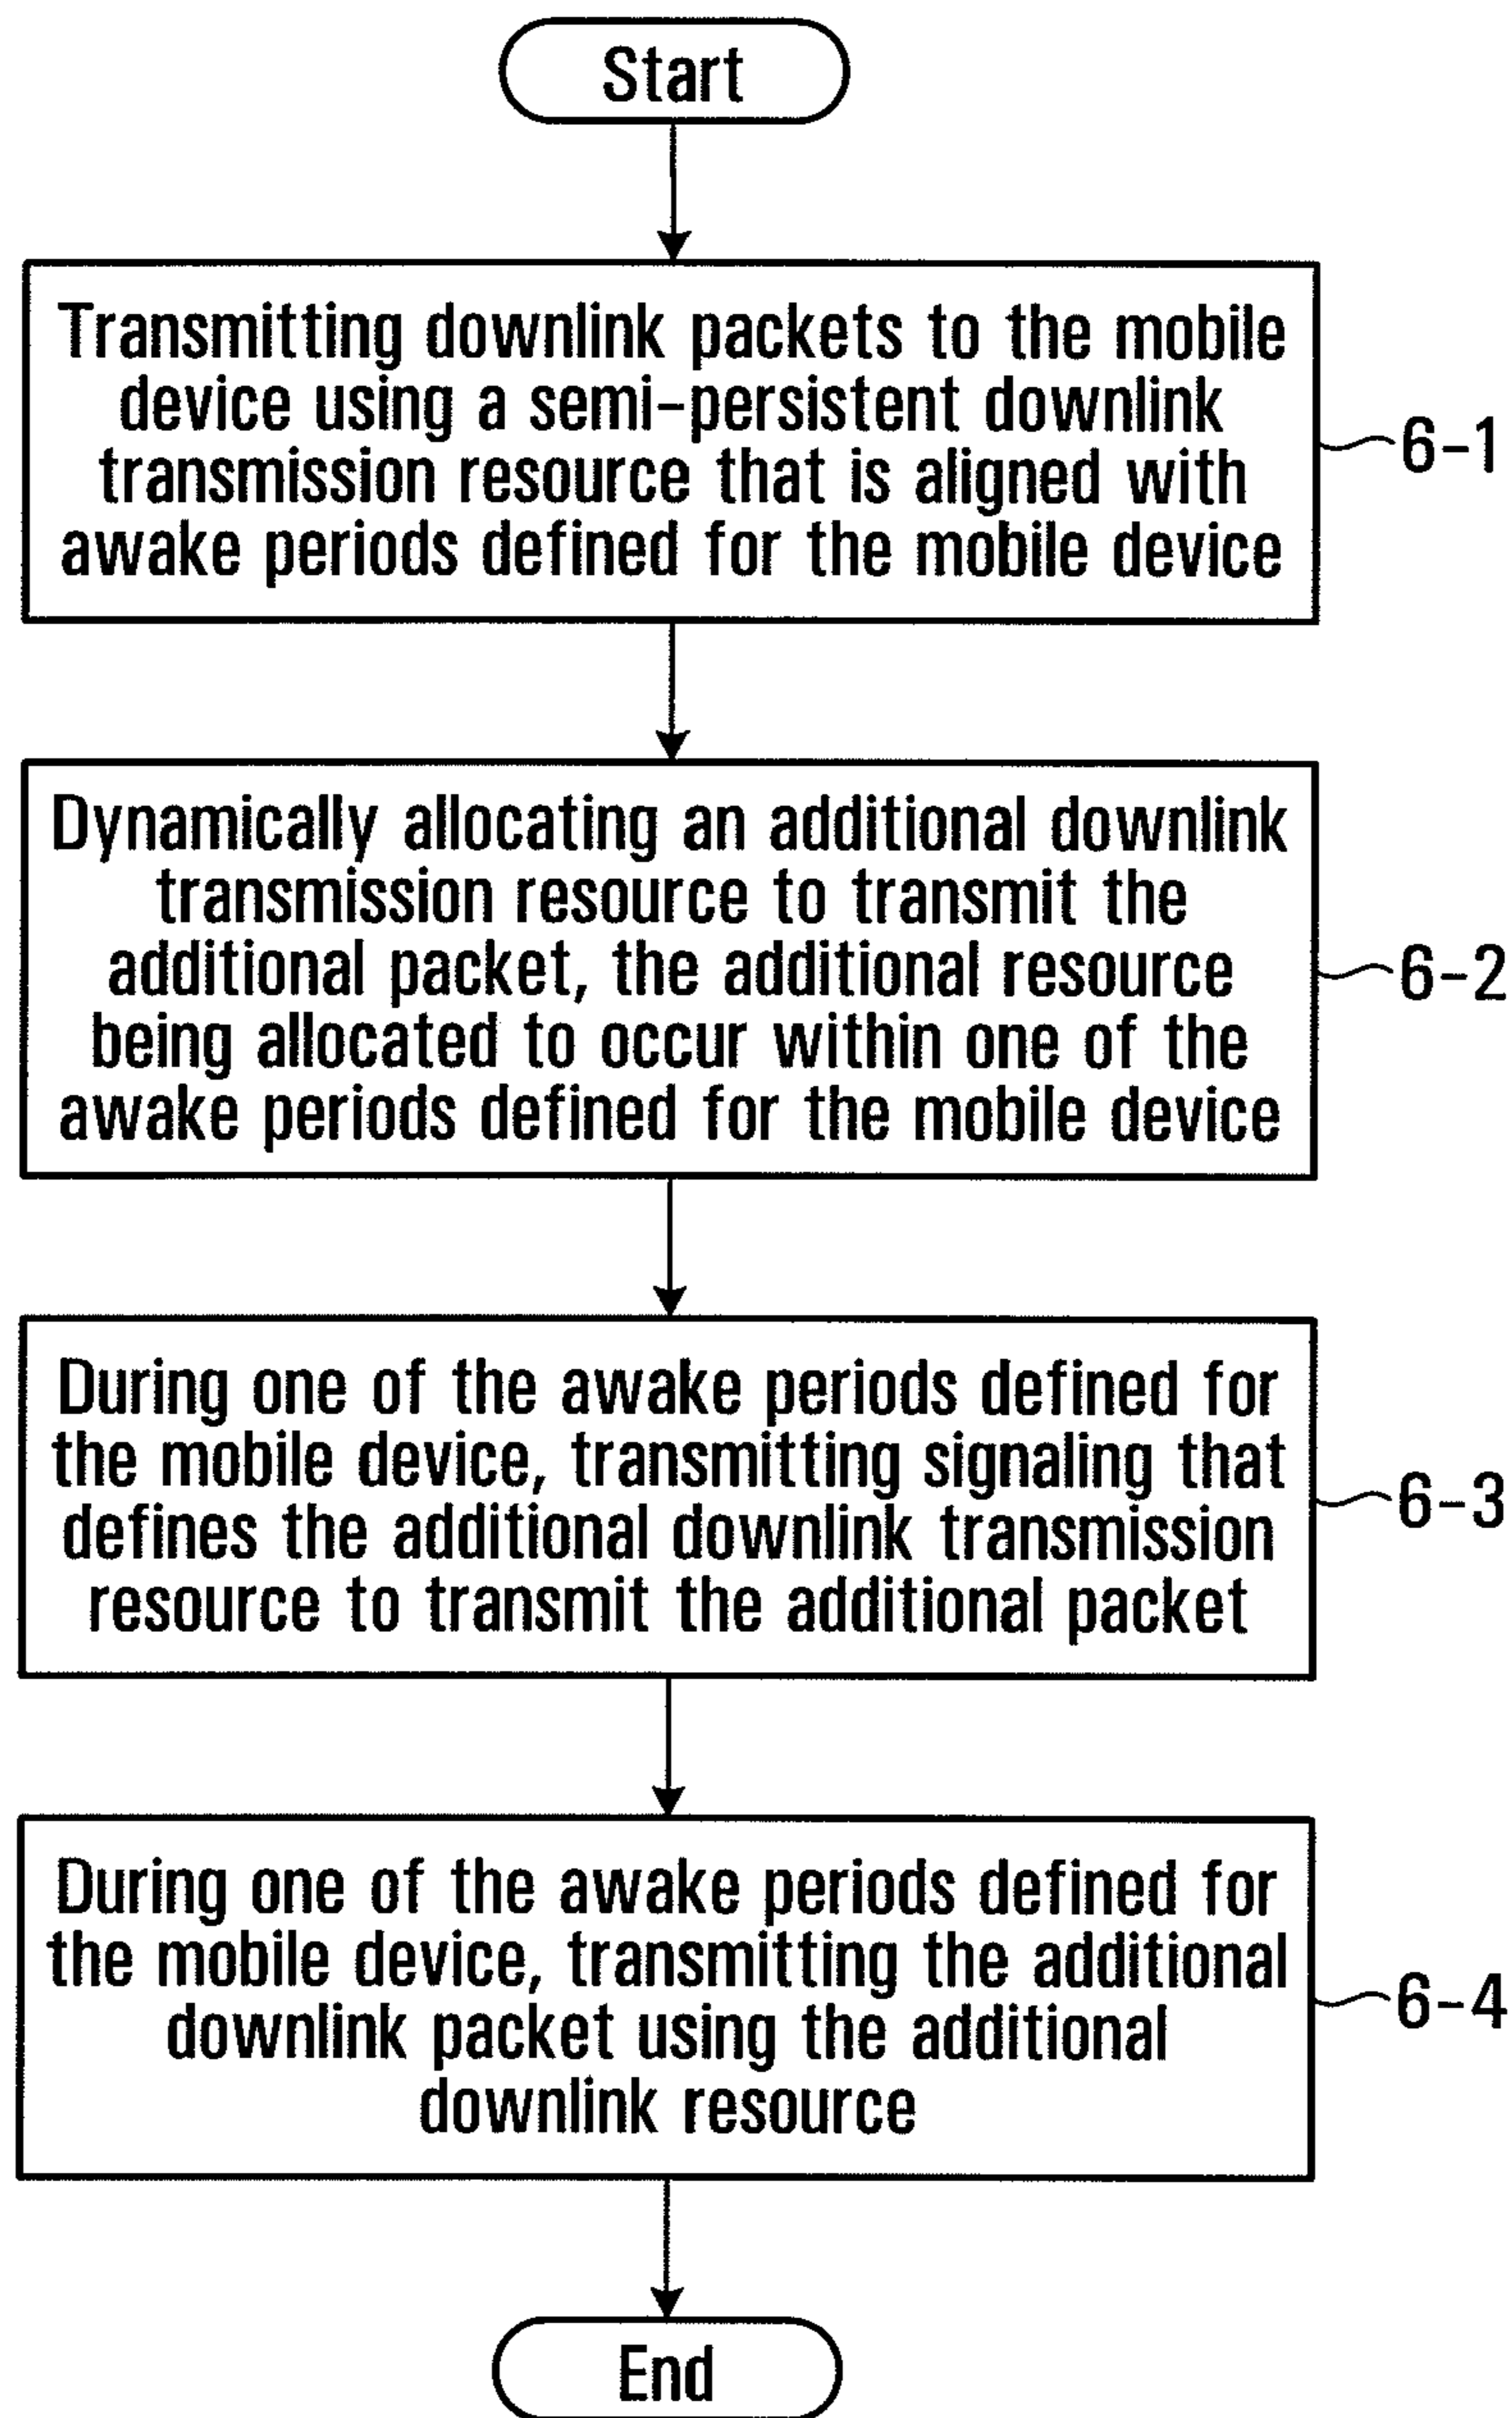 Start
Transmitting downlink packets to the mobile
device using a semi-persistent downlink
transmission resource that is aligned with
awake periods defined for the mobile device
6-1
Dynamically allocating an additional downlink
transmission resource to transmit the
additional packet, the additional resource
being allocated to occur within one of the
awake periods defined for the mobile device
6-2
During one of the awake periods defined for
the mobile device, transmitting signaling that
defines the additional downlink transmission
resource to transmit the additional packet
6-3
During one of the awake periods defined for
the mobile device, transmitting the additional
downlink packet using the additional
downlink resource
6-4
End